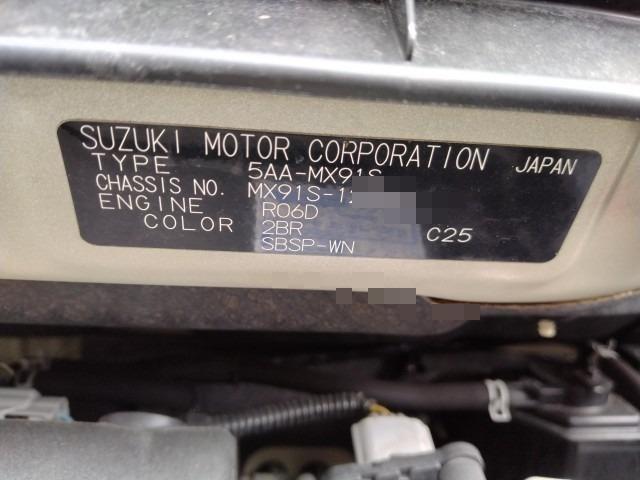 SUZUKI MOTOR CORPORATION JAPAN
TYPE 5AA-MX91S
CHASSIS NO. MX91S-1
ENGINE R06D
COLOR 2BR C25
SBSP-WN